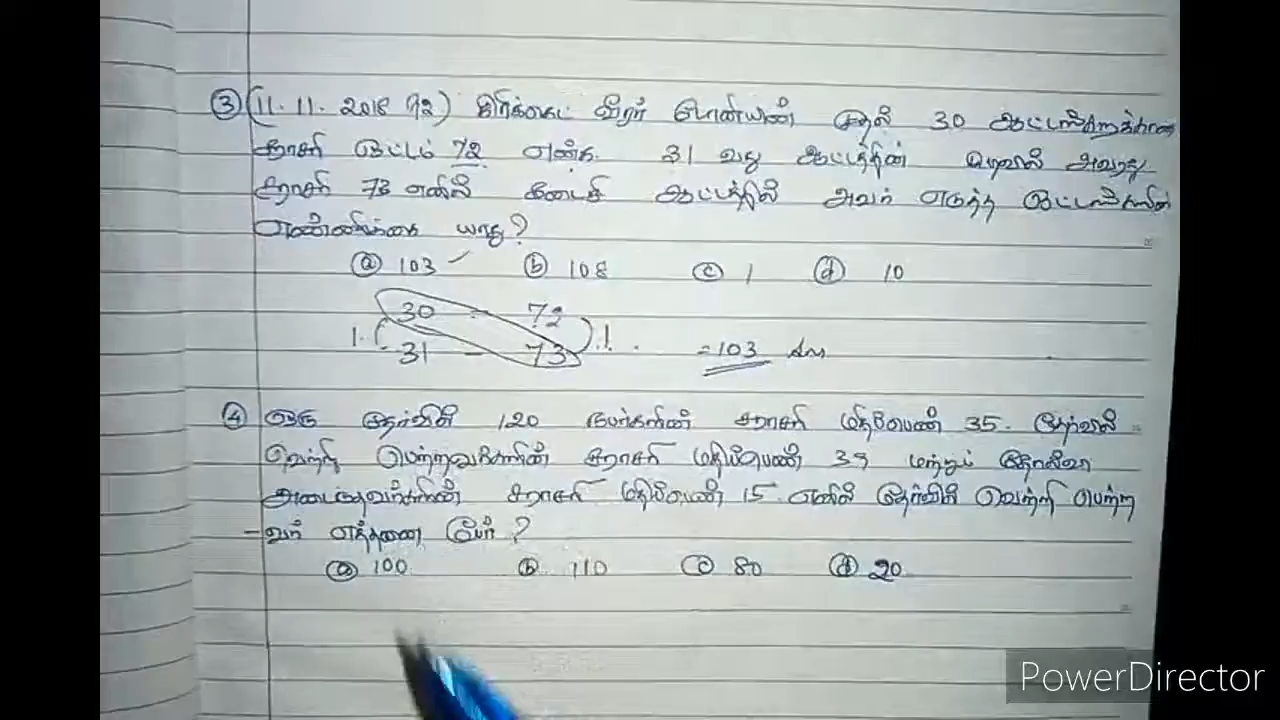 ③ (11.11.2018 T2) கிரிக்கெட் வீரர் பொன்யன் முதல் 30 ஆட்டங்களுக்கான
சராசரி ஓட்டம் 72 என்க. 31 வது ஆட்டத்தின் முடிவில் அவரது
சராசரி 73 எனில் கடைசி ஆட்டத்தில் அவர் எடுத்த ஓட்டங்களின்
எண்ணிக்கை யாது?
ⓐ 103 ✓ ⓑ 108 ⓒ 1 ⓓ 10
30 - 72
1. 1.
31 - 73 = 103 Ans
④ ஒரு தேர்வில் 120 நபர்களின் சராசரி மதிப்பெண் 35. தேர்வில்
வெற்றி பெற்றவர்களின் சராசரி மதிப்பெண் 39 மற்றும் தோல்வி
அடைந்தவர்களின் சராசரி மதிப்பெண் 15 எனில் தேர்வில் வெற்றி பெற்ற
-வர் எத்தனை பேர்?
ⓐ 100 ⓑ 110 ⓒ 80 ⓓ 20
PowerDirector